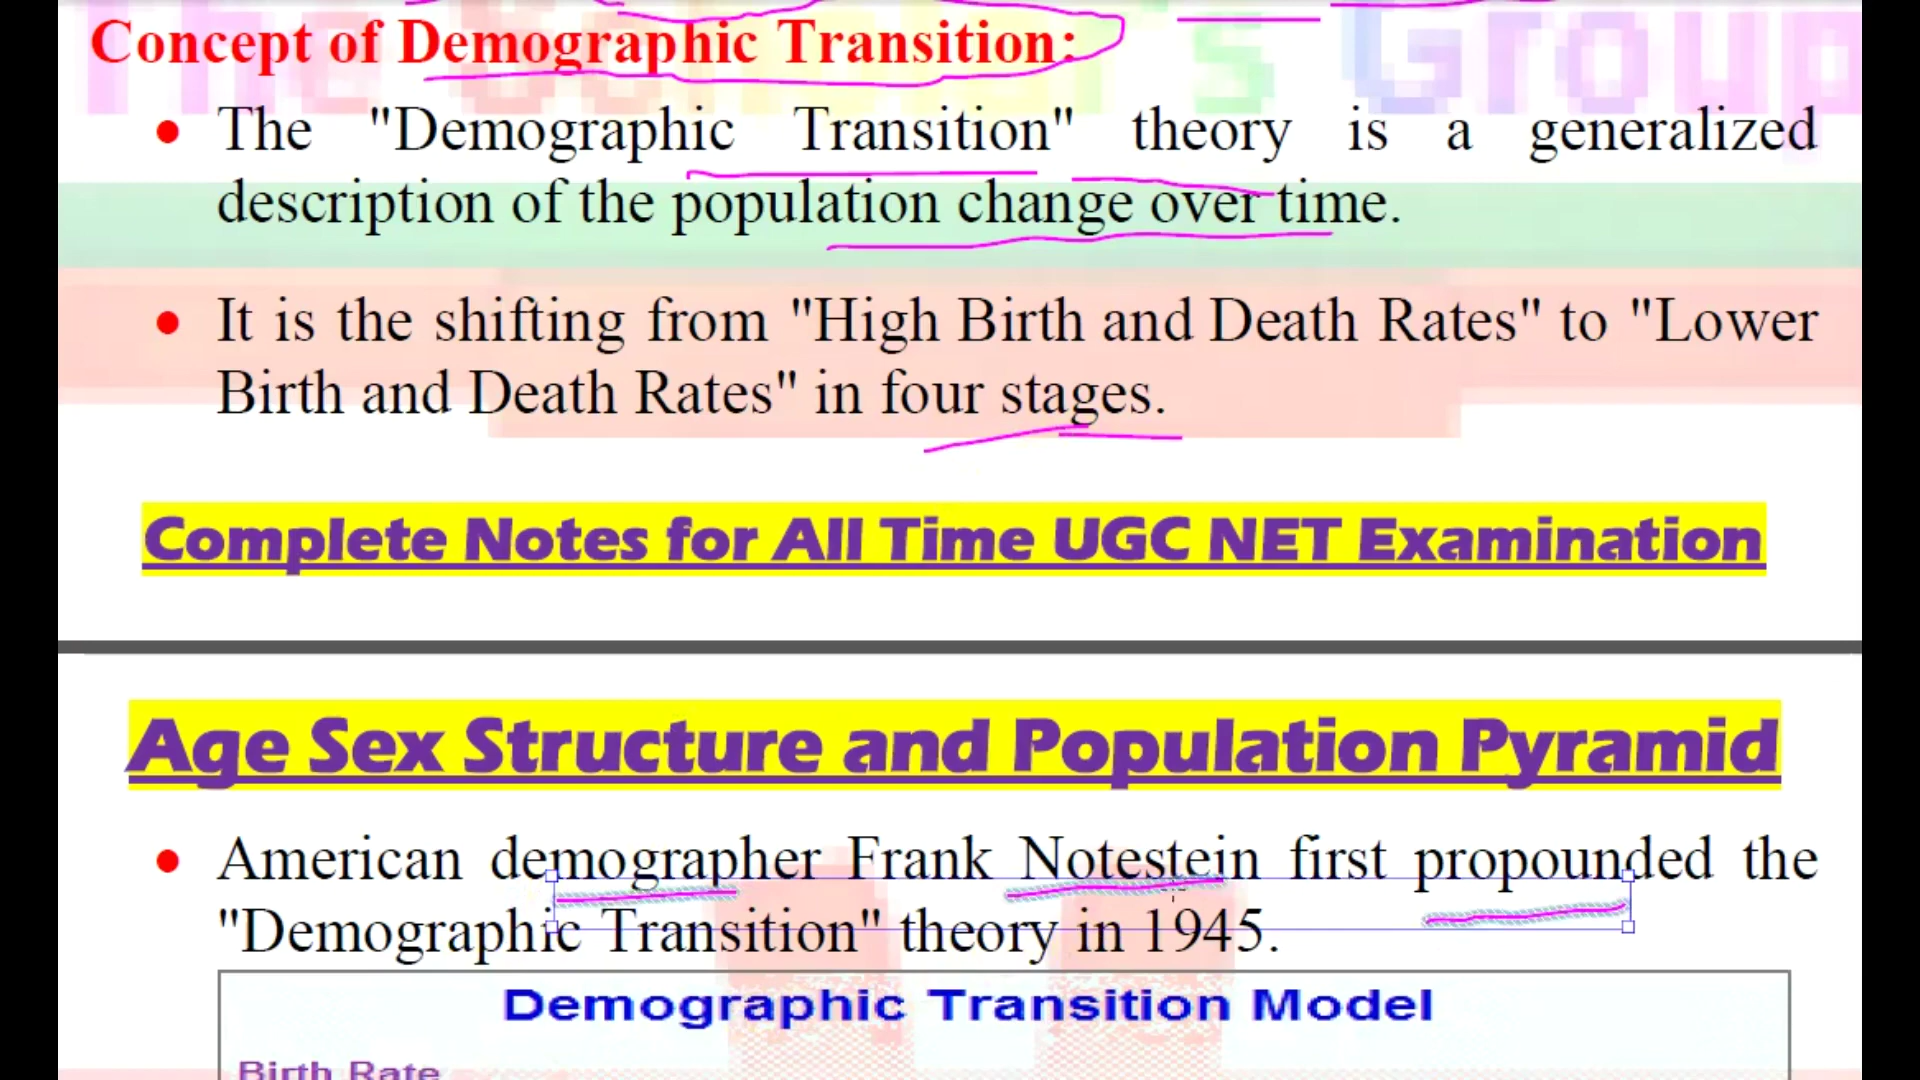 The Scholar's Group
Concept of Demographic Transition:
The "Demographic Transition" theory is a generalized
description of the population change over time.
It is the shifting from "High Birth and Death Rates" to "Lower
Birth and Death Rates" in four stages.
Complete Notes for All Time UGC NET Examination
Age Sex Structure and Population Pyramid
American demographer Frank Notestein first propounded the
"Demographic Transition" theory in 1945.
Demographic Transition Model
Birth Rate